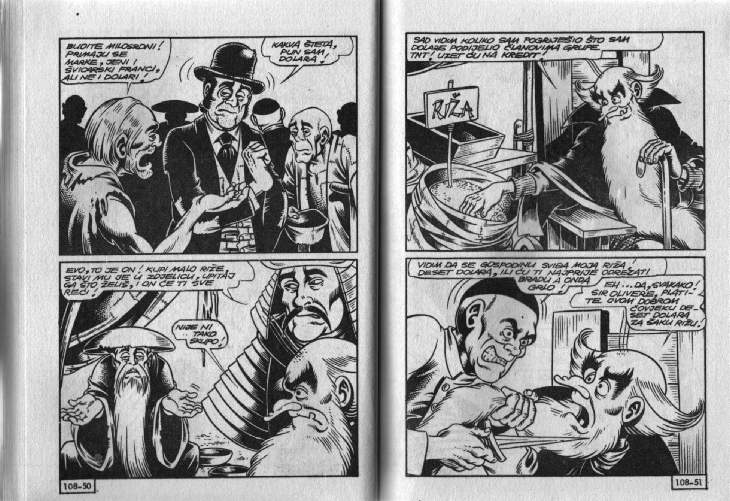 BUDITE MILOSRDNI!
PRIMAJU SE
MARKE, JENI I
ŠVICARSKI FRANCI,
ALI NE I DOLARI!
KAKVA ŠTETA,
PUN SAM
DOLARA!
EVO, TO JE ON! KUPI MALO RIŽE
STAVI MU JE U ZDJELICU, UPITAJ
GA ŠTO ŽELIŠ, I ON ĆE TI SVE
REĆI!
NIJE NI
TAKO
SKUPO!
108-50
SAD VIDIM KOLIKO SAM POGRIJEŠIO ŠTO SAM
DOLARE PODIJELIO ČLANOVIMA GRUPE
TNT! UZET ĆU NA KREDIT!
RIŽA
VIDIM DA SE GOSPODINU SVIĐA MOJA RIŽA!
DESET DOLARA, ILI ĆU TI NAJPRIJE ODREZATI
BRADU A ONDA
GRLO!
EH...DA, SVAKAKO!
SIR OLIVERE, PLATI-
TE OVOM DOBROM
ČOVJEKU DE-
SET DOLARA
ZA ŠAKU RIŽE!
108-51